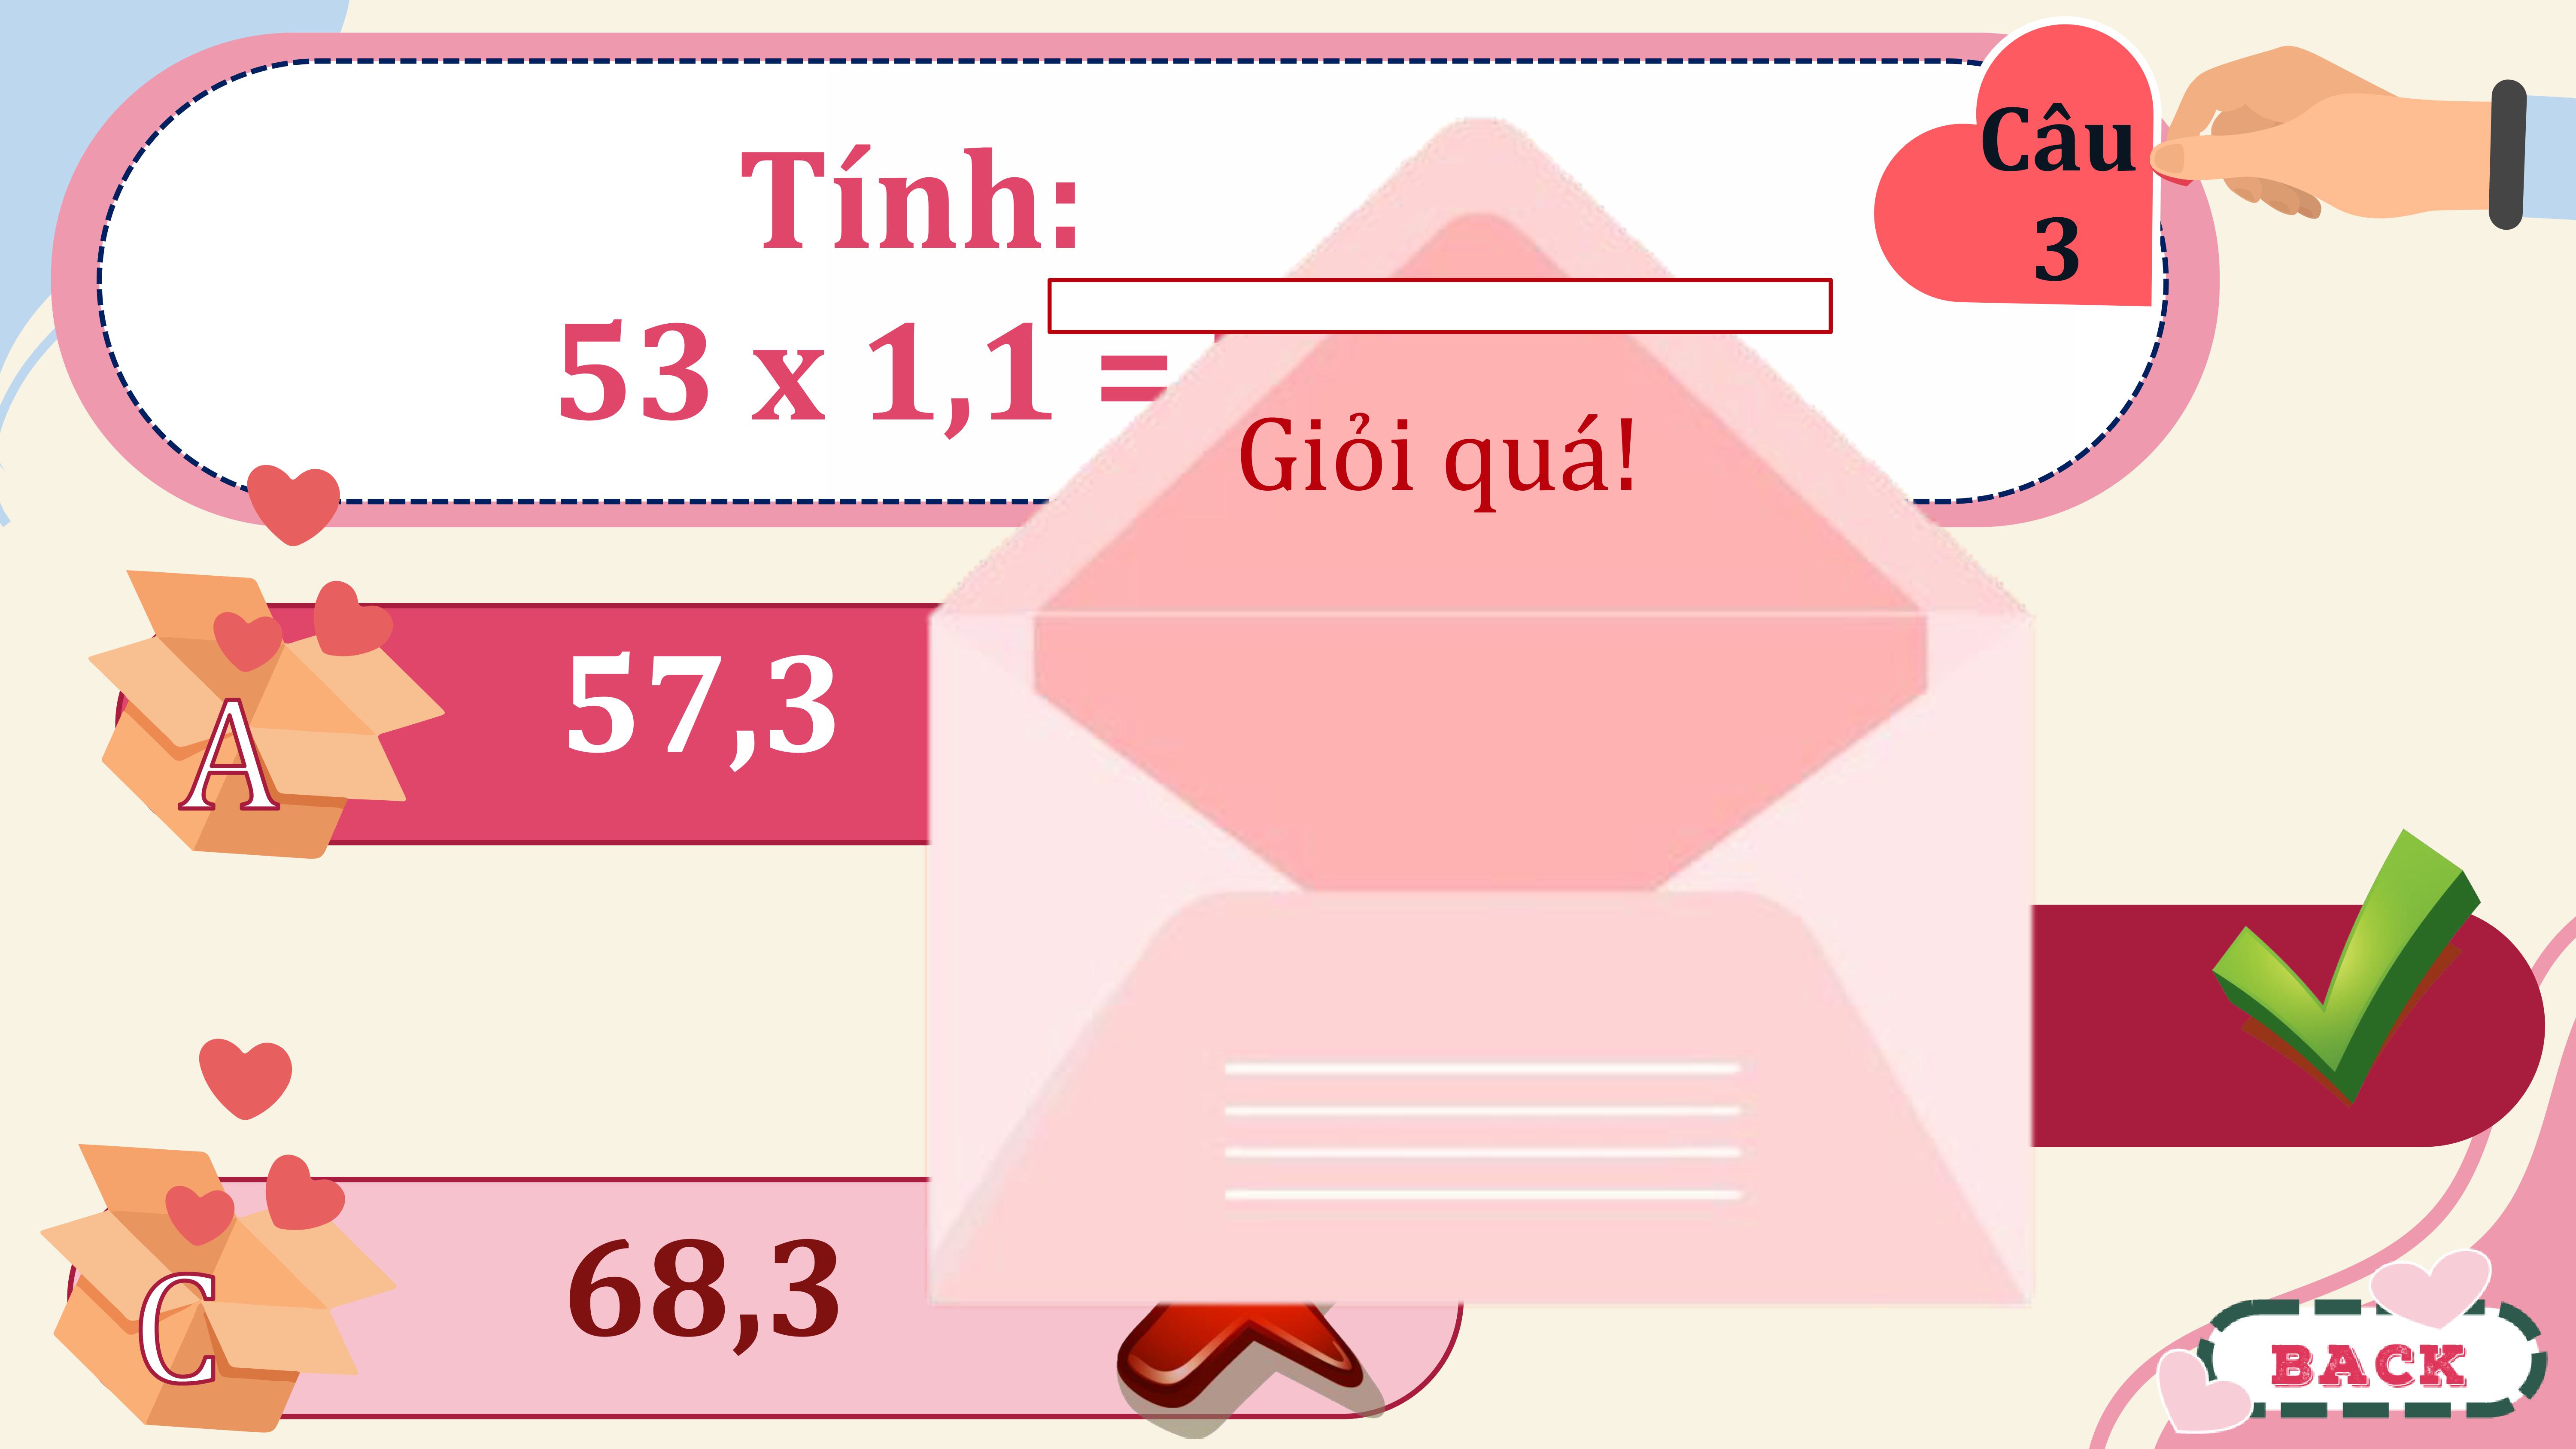 Tính:
53 x 1,1 =
Câu
3
Giỏi quá!
A
57,3
C
68,3
BACK